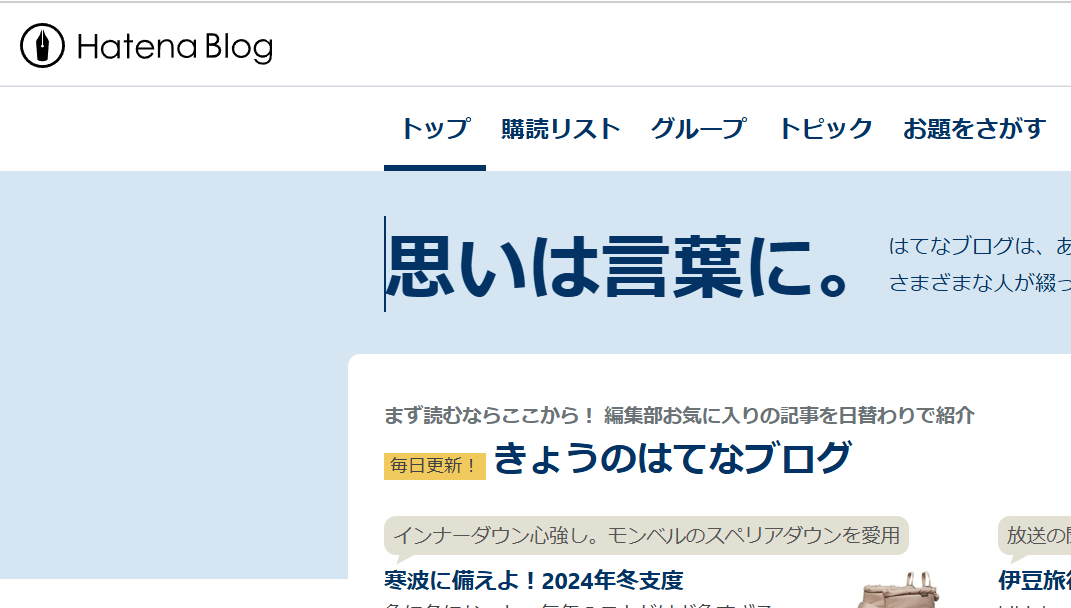 Hatena Blog
トップ 購読リスト グループ トピック お題をさがす
思いは言葉に。
はてなブログは、あ
さまざまな人が綴っ
まず読むならここから！ 編集部お気に入りの記事を日替わりで紹介
毎日更新！ きょうのはてなブログ
インナーダウン心強し。モンベルのスペリアダウンを愛用
放送の
寒波に備えよ！2024年冬支度
伊豆旅